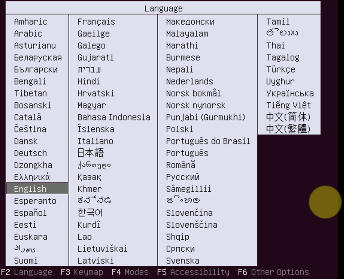 Language
Amharic
Arabic
Asturianu
Беларуская
Български
Bengali
Tibetan
Bosanski
Català
Čeština
Dansk
Deutsch
Dzongkha
Ελληνικά
English
Esperanto
Español
Eesti
Euskara
Suomi
Français
Gaeilge
Galego
Gujarati
עברית
Hindi
Hrvatski
Magyar
Bahasa Indonesia
Íslenska
Italiano
日本語
ქართული
Қазақ
Khmer
ಕನ್ನಡ
한국어
Kurdî
Lao
Lietuviškai
Latviski
Македонски
Malayalam
Marathi
Burmese
Nepali
Nederlands
Norsk bokmål
Norsk nynorsk
Punjabi (Gurmukhi)
Polski
Português do Brasil
Português
Română
Русский
Sámegillii
සිංහල
Slovenčina
Slovenščina
Shqip
Српски
Svenska
Tamil
తెలుగు
Thai
Tagalog
Türkçe
Uyghur
Українська
Tiếng Việt
中文(简体)
中文(繁體)
F2 Language F3 Keymap F4 Modes F5 Accessibility F6 Other Options